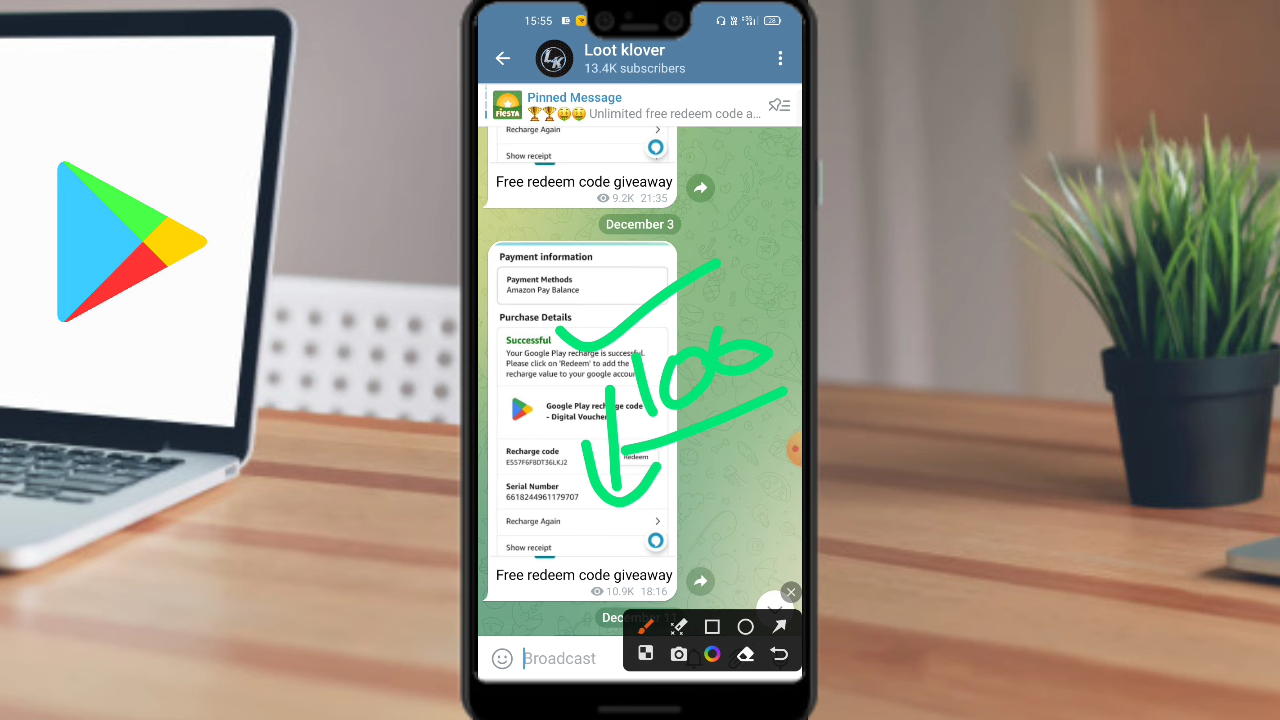 15:55
28
Loot klover
LK
13.4K subscribers
Pinned Message
FIESTA
🏆🏆🤑🤑 Unlimited free redeem code a...
Recharge Again
Show receipt
Free redeem code giveaway
9.2K 21:35
December 3
Payment information
Payment Methods
Amazon Pay Balance
Purchase Details
Successful
Your Google Play recharge is successful.
Please click on 'Redeem' to add the
recharge value to your google accou
100
Google Play recharge code
- Digital Voucher
Recharge code
Redeem
Serial Number
6618244961179707
Recharge Again
Show receipt
Free redeem code giveaway
10.9K 18:16
Broadcast